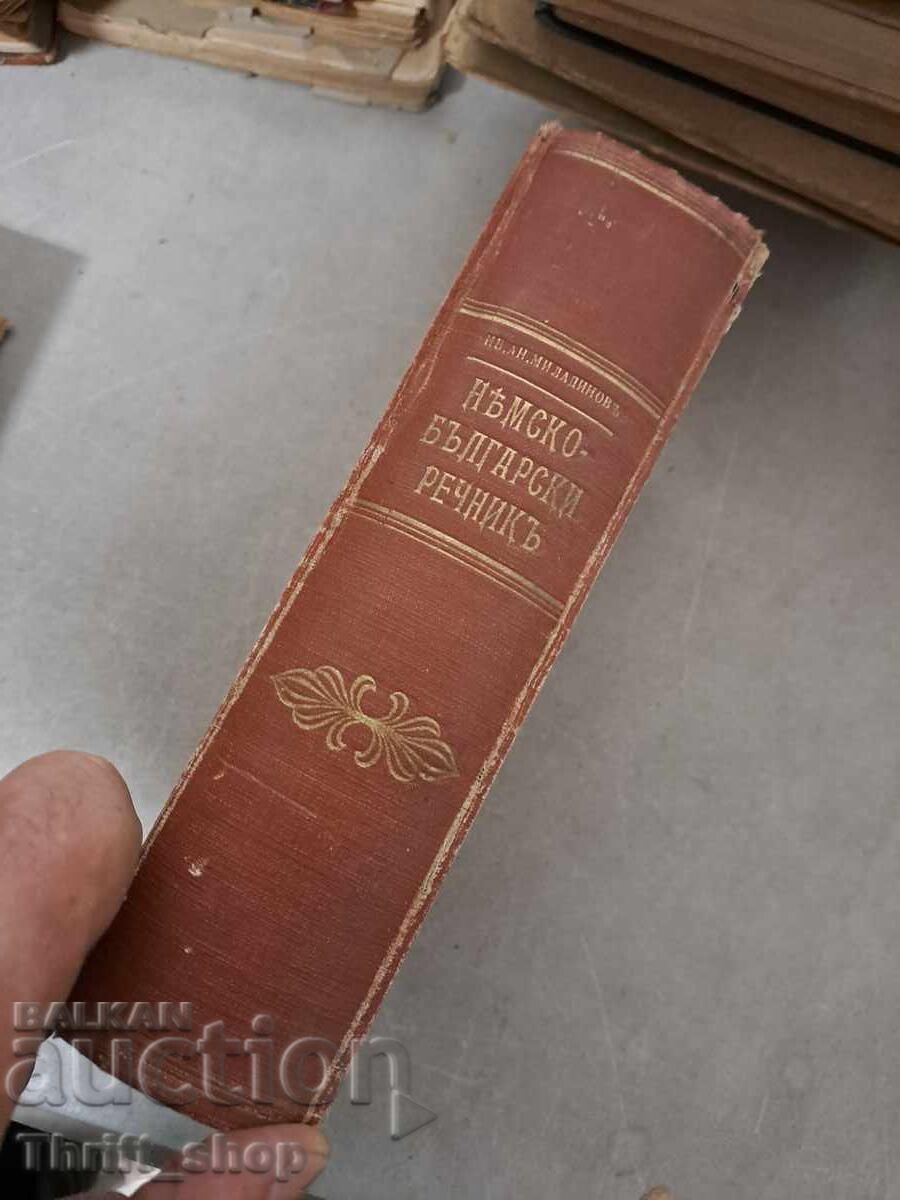 ИВ.АН.МИЛАДИНОВЪ
НѢМСКО-
БЪЛГАРСКИ
РЕЧНИКЪ
BALKAN
auction
Thrift_shop